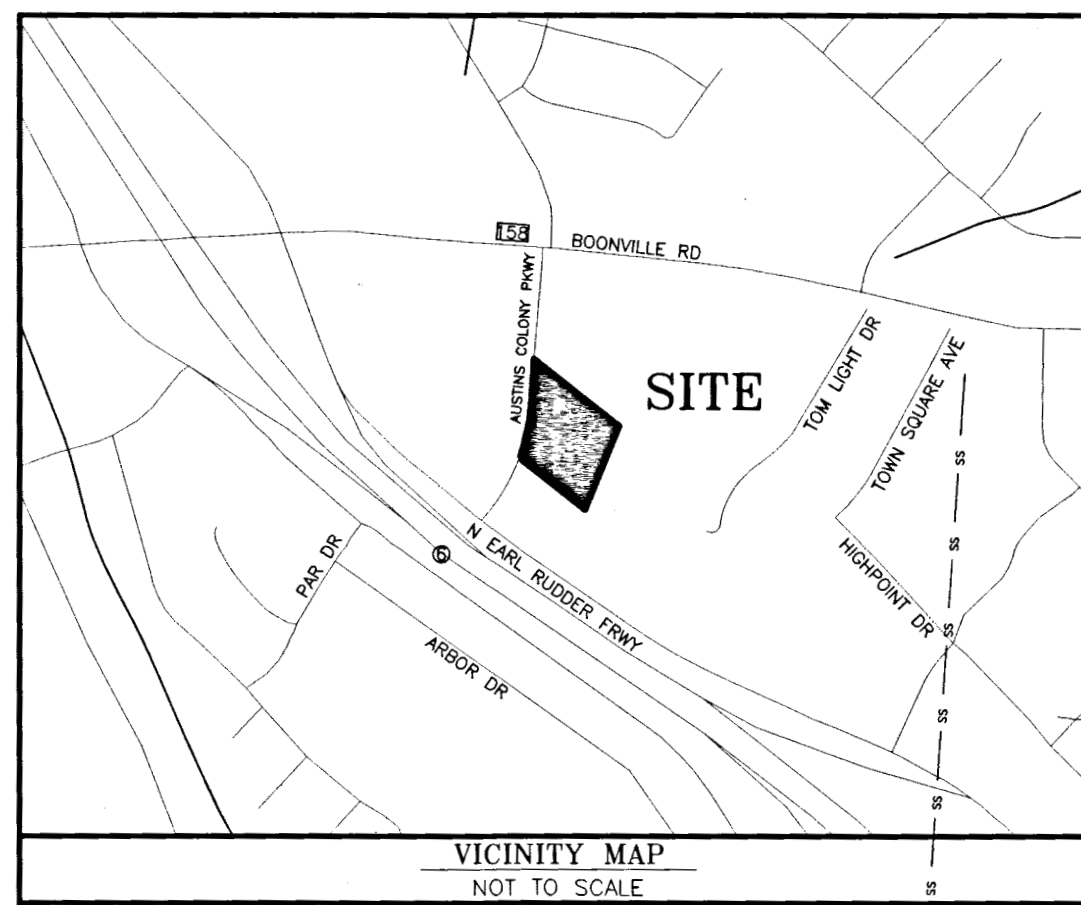 158
BOONVILLE RD
AUSTINS COLONY PKWY
SITE
TOM LIGHT DR
TOWN SQUARE AVE
HIGHPOINT DR
N EARL RUDDER FRWY
6
PAR DR
ARBOR DR
SS
SS
SS
SS
SS
SS
VICINITY MAP
NOT TO SCALE